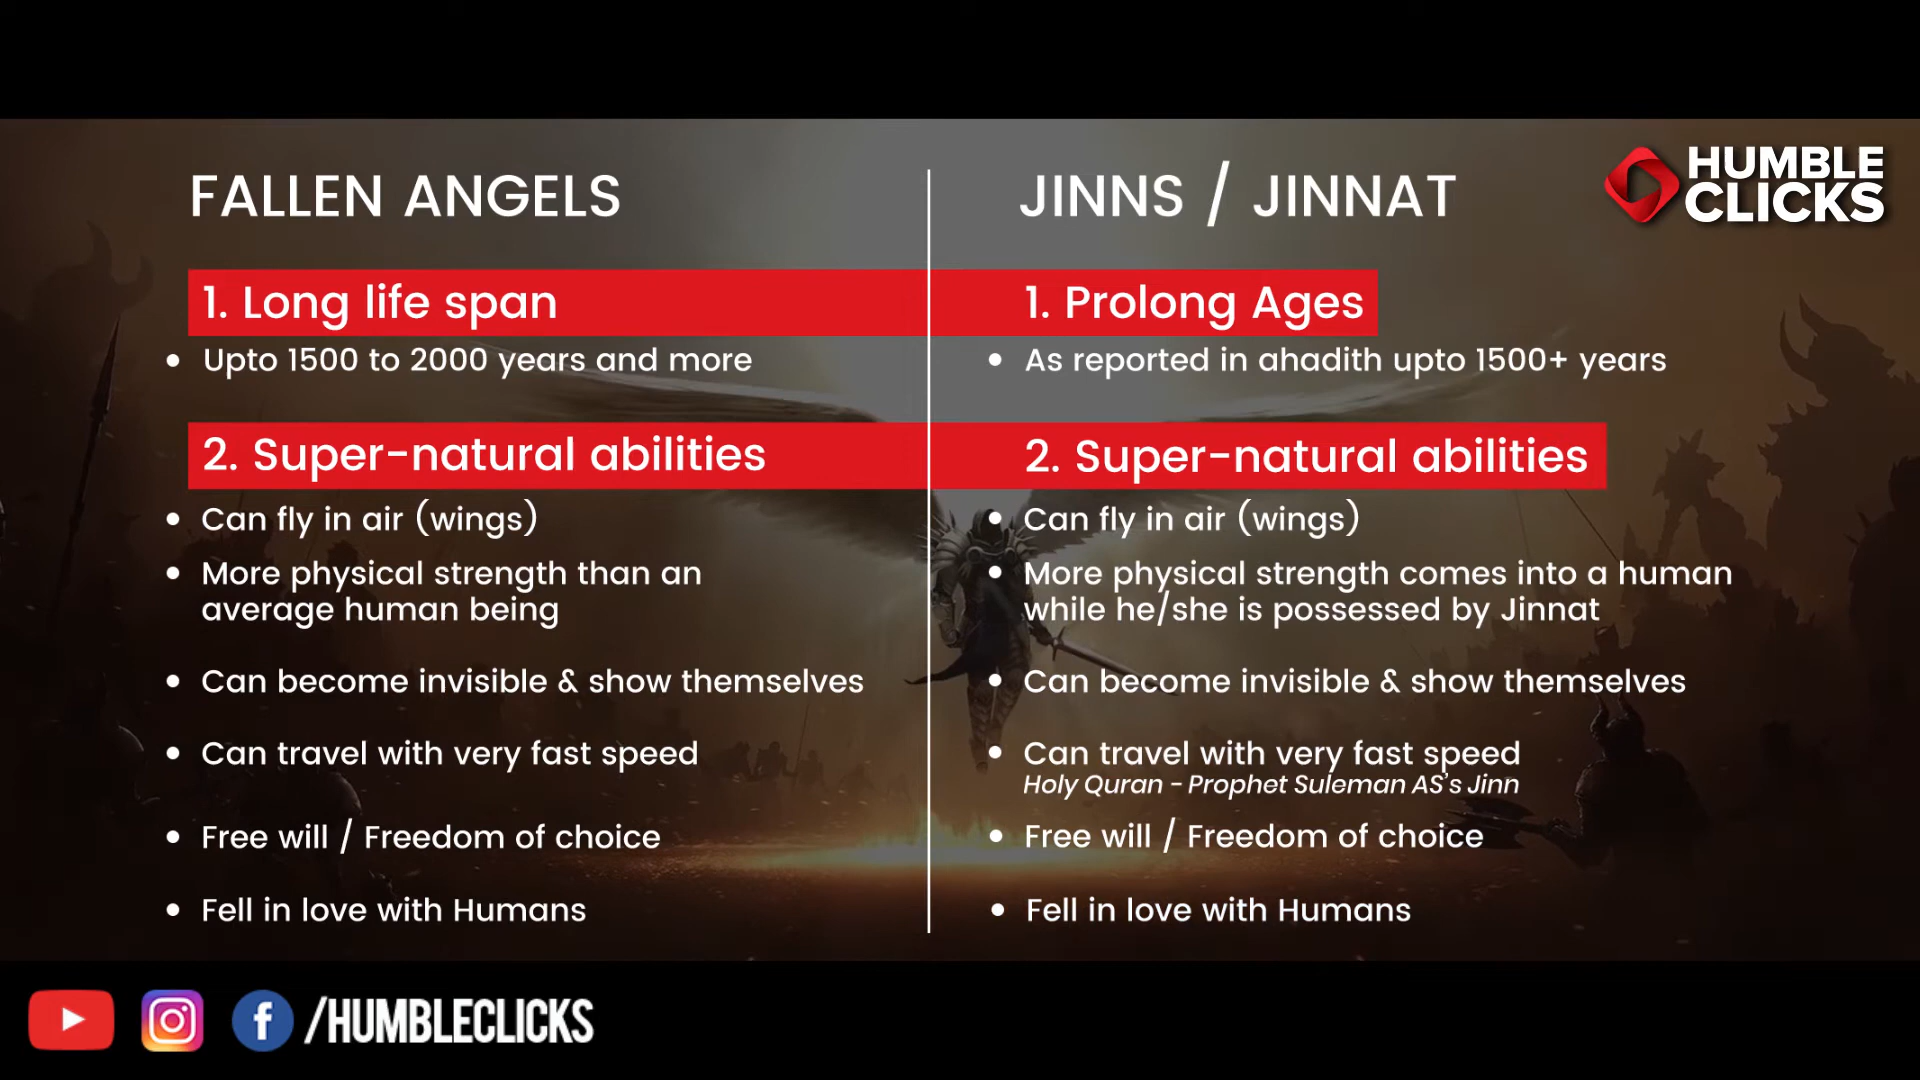 HUMBLE
CLICKS
FALLEN ANGELS
1. Long life span
Upto 1500 to 2000 years and more
2. Super-natural abilities
Can fly in air (wings)
More physical strength than an
average human being
Can become invisible & show themselves
Can travel with very fast speed
Free will / Freedom of choice
Fell in love with Humans
JINNS / JINNAT
1. Prolong Ages
As reported in ahadith upto 1500+ years
2. Super-natural abilities
Can fly in air (wings)
More physical strength comes into a human
while he/she is possessed by Jinnat
Can become invisible & show themselves
Can travel with very fast speed
Holy Quran - Prophet Suleman AS's Jinn
Free will / Freedom of choice
Fell in love with Humans
/HUMBLECLICKS